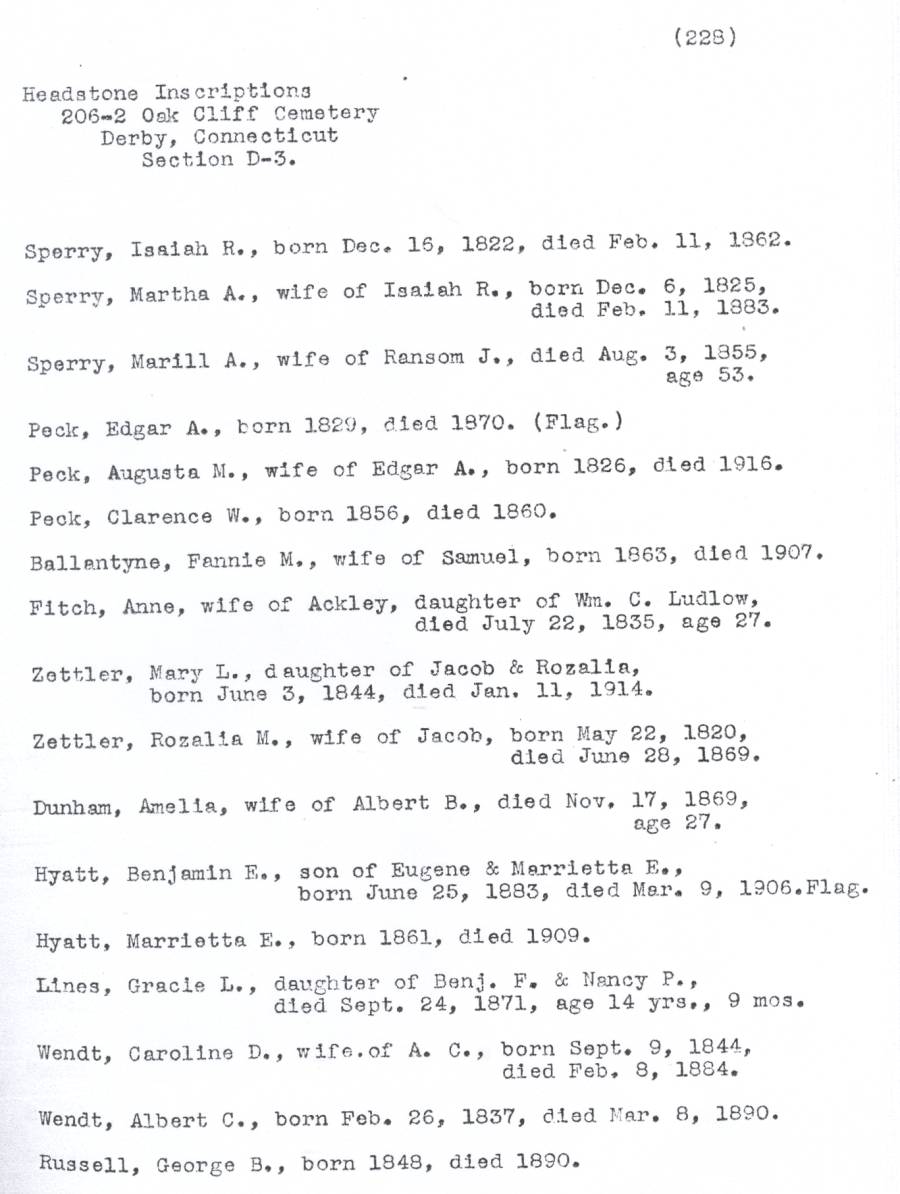 (228)
Headstone Inscriptions
206-2 Oak Cliff Cemetery
Derby, Connecticut
Section D-3.
Sperry, Isaiah R., born Dec. 16, 1822, died Feb. 11, 1862.
Sperry, Martha A., wife of Isaiah R., born Dec. 6, 1825,
died Feb. 11, 1883.
Sperry, Marill A., wife of Ransom J., died Aug. 3, 1855,
age 53.
Peck, Edgar A., born 1829, died 1870. (Flag.)
Peck, Augusta M., wife of Edgar A., born 1826, died 1916.
Peck, Clarence W., born 1856, died 1860.
Ballantyne, Fannie M., wife of Samuel, born 1863, died 1907.
Fitch, Anne, wife of Ackley, daughter of Wm. C. Ludlow,
died July 22, 1835, age 27.
Zettler, Mary L., daughter of Jacob & Rozalia,
born June 3, 1844, died Jan. 11, 1914.
Zettler, Rozalia M., wife of Jacob, born May 22, 1820,
died June 28, 1869.
Dunham, Amelia, wife of Albert B., died Nov. 17, 1869,
age 27.
Hyatt, Benjamin E., son of Eugene & Marrietta E.,
born June 25, 1883, died Mar. 9, 1906.Flag.
Hyatt, Marrietta E., born 1861, died 1909.
Lines, Gracie L., daughter of Benj. F. & Nancy P.,
died Sept. 24, 1871, age 14 yrs., 9 mos.
Wendt, Caroline D., wife.of A. C., born Sept. 9, 1844,
died Feb. 8, 1884.
Wendt, Albert C., born Feb. 26, 1837, died Mar. 8, 1890.
Russell, George B., born 1848, died 1890.